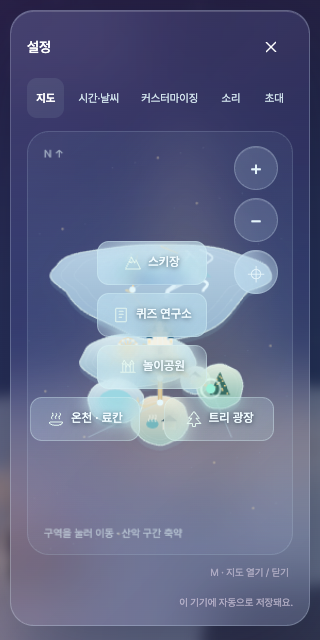 설정
지도 시간·날씨 커스터마이징 소리 초대
N ↑
+
−
스키장
퀴즈 연구소
놀이공원
온천 · 료칸 트리 광장
구역을 눌러 이동 · 산악 구간 축약
M · 지도 열기 / 닫기
이 기기에 자동으로 저장돼요.